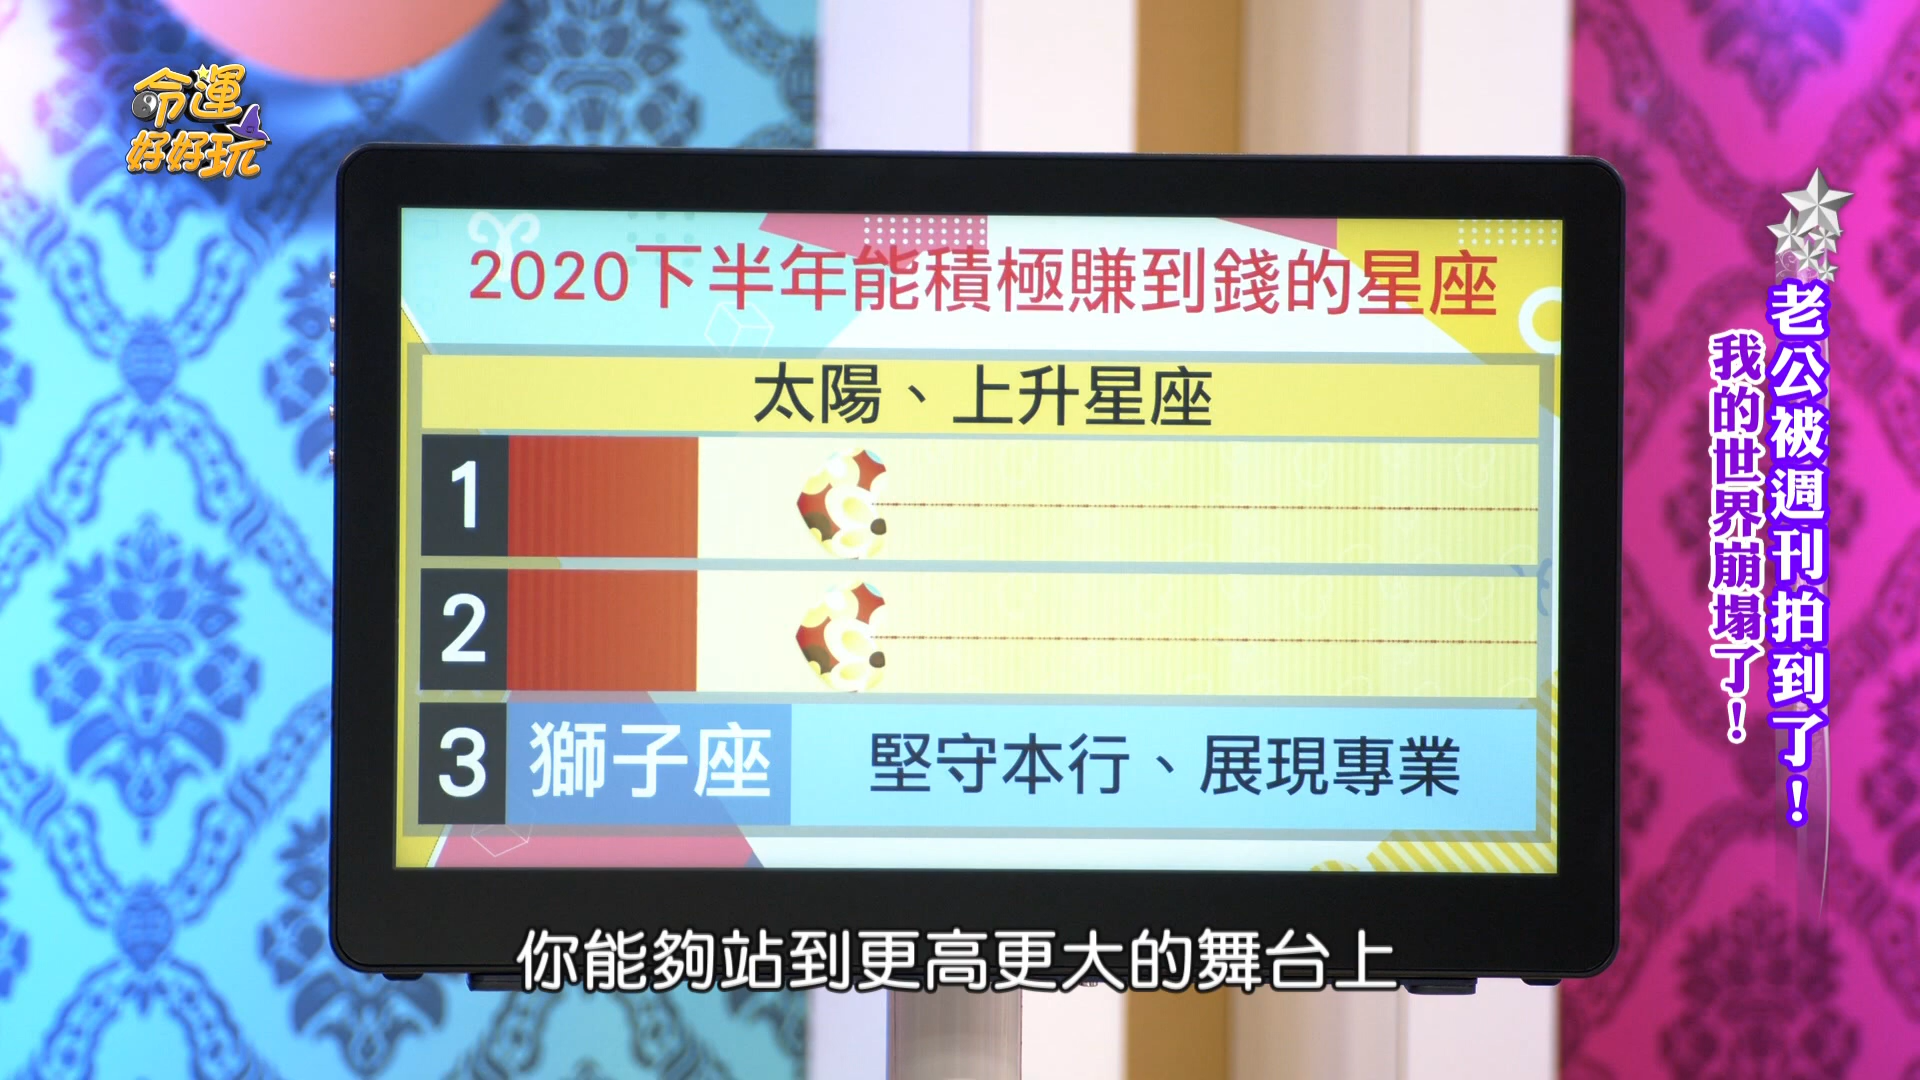 命運
好好玩
2020下半年能積極賺到錢的星座
太陽、上升星座
1
2
3 獅子座 堅守本行、展現專業
老公被週刊拍到了！
我的世界崩塌了！
你能夠站到更高更大的舞台上